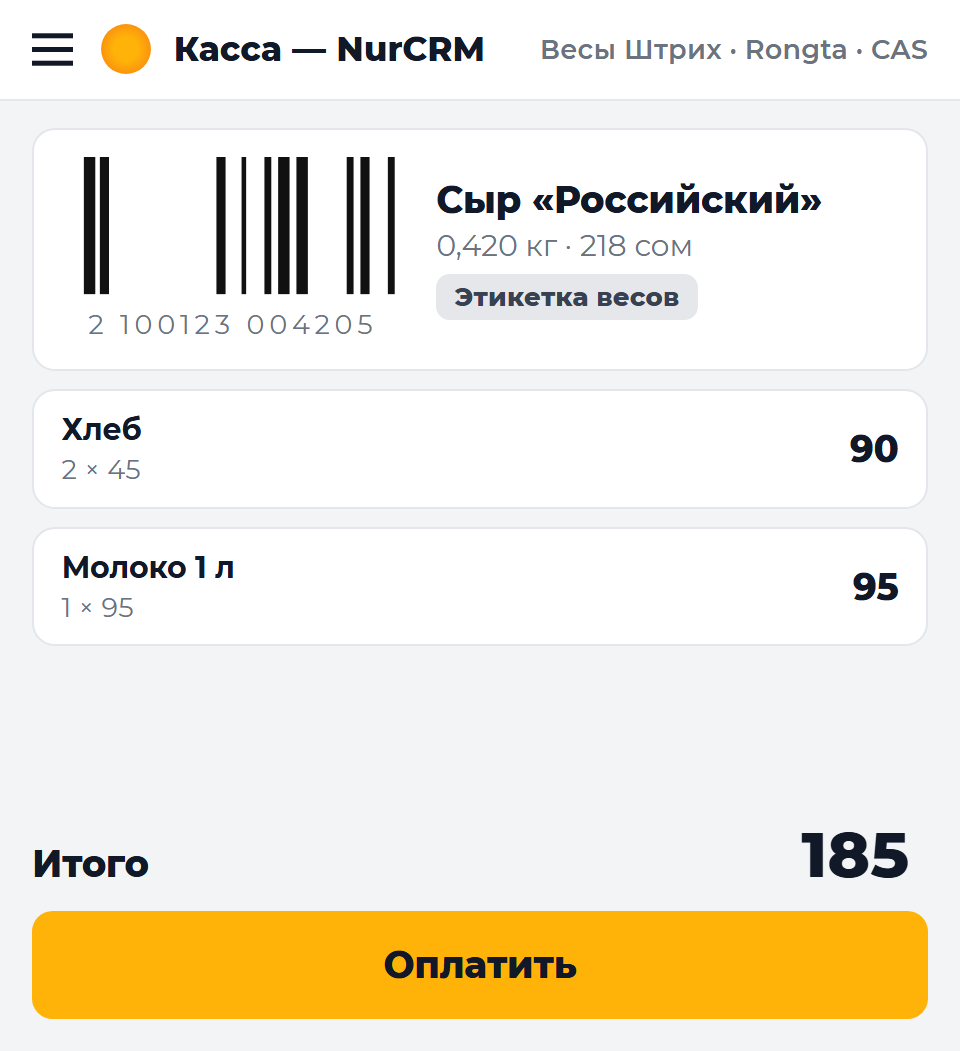 Касса — NurCRM
Весы Штрих · Rongta · CAS
Сыр «Российский»
0,420 кг · 218 сом
Этикетка весов
2 100123 004205
Хлеб
2 × 45
90
Молоко 1 л
1 × 95
95
Итого
185
Оплатить